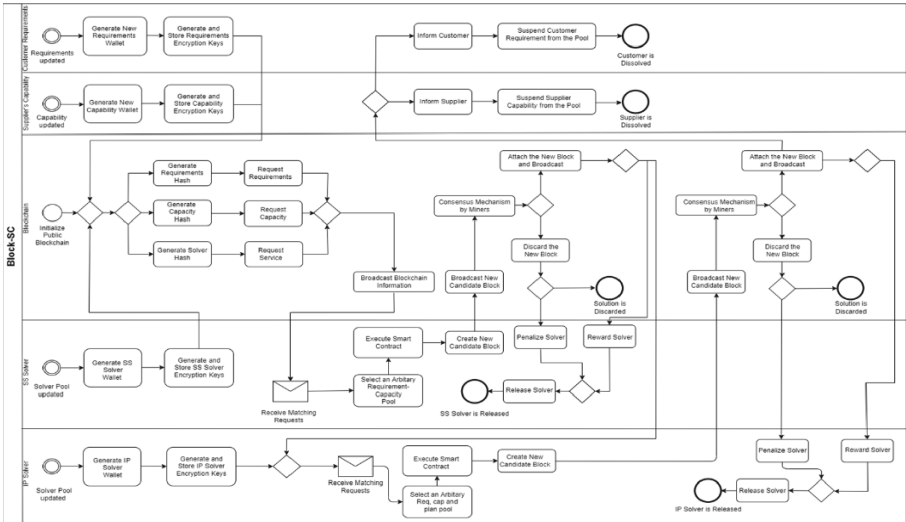 Block-SC
Customer Requirements
Requirements
updated
Generate New
Requirements
Wallet
Generate and
Store Requirements
Encryption Keys
Inform Customer
Suspend Customer
Requirement from the Pool
Customer is
Dissolved
Supplier's Capability
Capability
updated
Generate New
Capability Wallet
Generate and
Store Capability
Encryption Keys
Inform Supplier
Suspend Supplier
Capability from the Pool
Supplier is
Dissolved
Blockchain
Initialize
Public
Blockchain
Generate
Requirements
Hash
Request
Requirements
Generate
Capacity
Hash
Request
Capacity
Generate Solver
Hash
Request
Service
Broadcast Blockchain
Information
Attach the New Block
and Broadcast
Consensus Mechanism
by Miners
Discard the
New Block
Broadcast New
Candidate Block
Solution is
Discarded
Attach the New Block
and Broadcast
Consensus Mechanism
by Miners
Discard the
New Block
Broadcast New
Candidate Block
Solution is
Discarded
SS Solver
Solver Pool
updated
Generate SS
Solver
Wallet
Generate and
Store SS Solver
Encryption Keys
Receive Matching
Requests
Execute Smart
Contract
Select an Arbitary
Requirement-
Capacity
Pool
Create New
Candidate Block
Penalize Solver
Reward Solver
Release Solver
SS Solver is Released
IP Solver
Solver Pool
updated
Generate IP
Solver
Wallet
Generate and
Store IP Solver
Encryption Keys
Receive Matching
Requests
Execute Smart
Contract
Select an Arbitary
Req, cap and
plan pool
Create New
Candidate Block
Penalize Solver
Reward Solver
Release Solver
IP Solver is Released